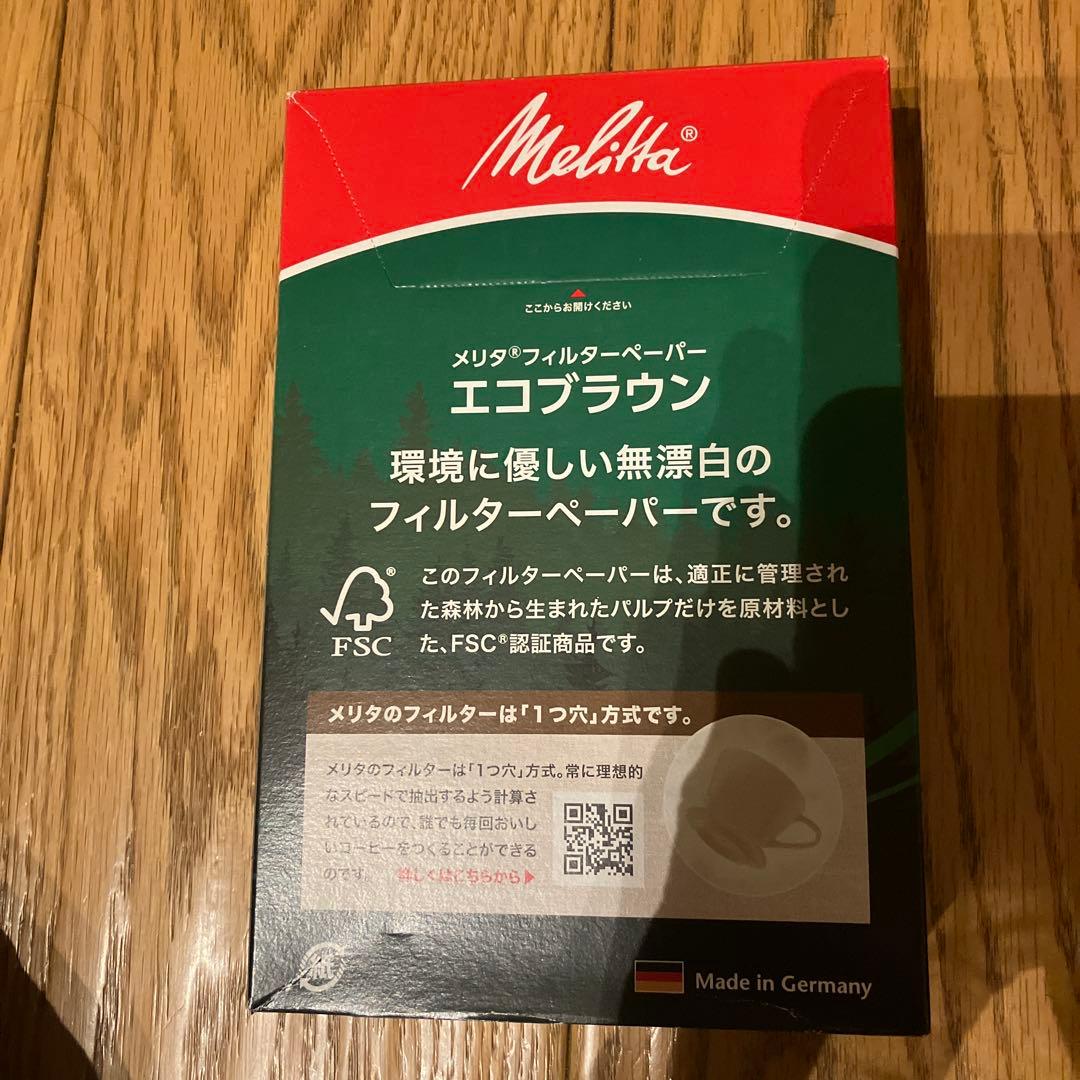 Melitta®
ここからお開けください
メリタ®フィルターペーパー
エコブラウン
環境に優しい無漂白の
フィルターペーパーです。
このフィルターペーパーは、適正に管理され
た森林から生まれたパルプだけを原材料とし
た、FSC®認証商品です。
®
FSC
メリタのフィルターは「1つ穴」方式です。
メリタのフィルターは「1つ穴」方式。常に理想的
なスピードで抽出するよう計算さ
れているので、誰でも毎回おいし
いコーヒーをつくることができる
のです。 詳しくはこちらから
紙
Made in Germany